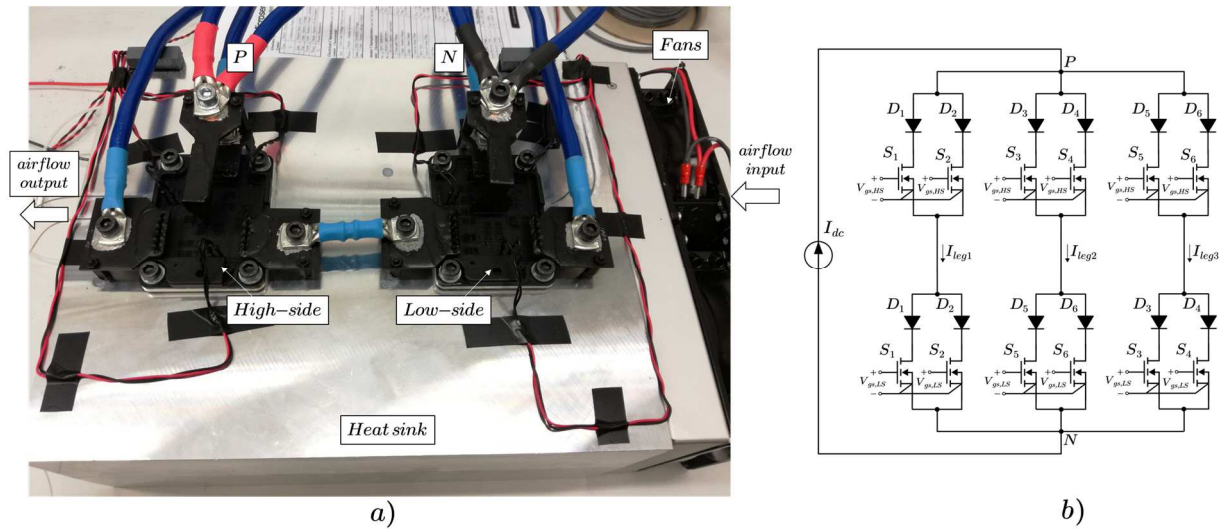 P
N
Fans
airflow
output
airflow
input
High–side
Low–side
Heat sink
a)
P
D1 D2 D3 D4 D5 D6
S1 S2 S3 S4 S5 S6
+ + + + + +
Vgs,HS Vgs,HS Vgs,HS Vgs,HS Vgs,HS Vgs,HS
− − −
Idc
Ileg1 Ileg2 Ileg3
D1 D2 D5 D6 D3 D4
S1 S2 S5 S6 S3 S4
+ + + + + +
Vgs,LS Vgs,LS Vgs,LS Vgs,LS Vgs,LS Vgs,LS
− − −
N
b)